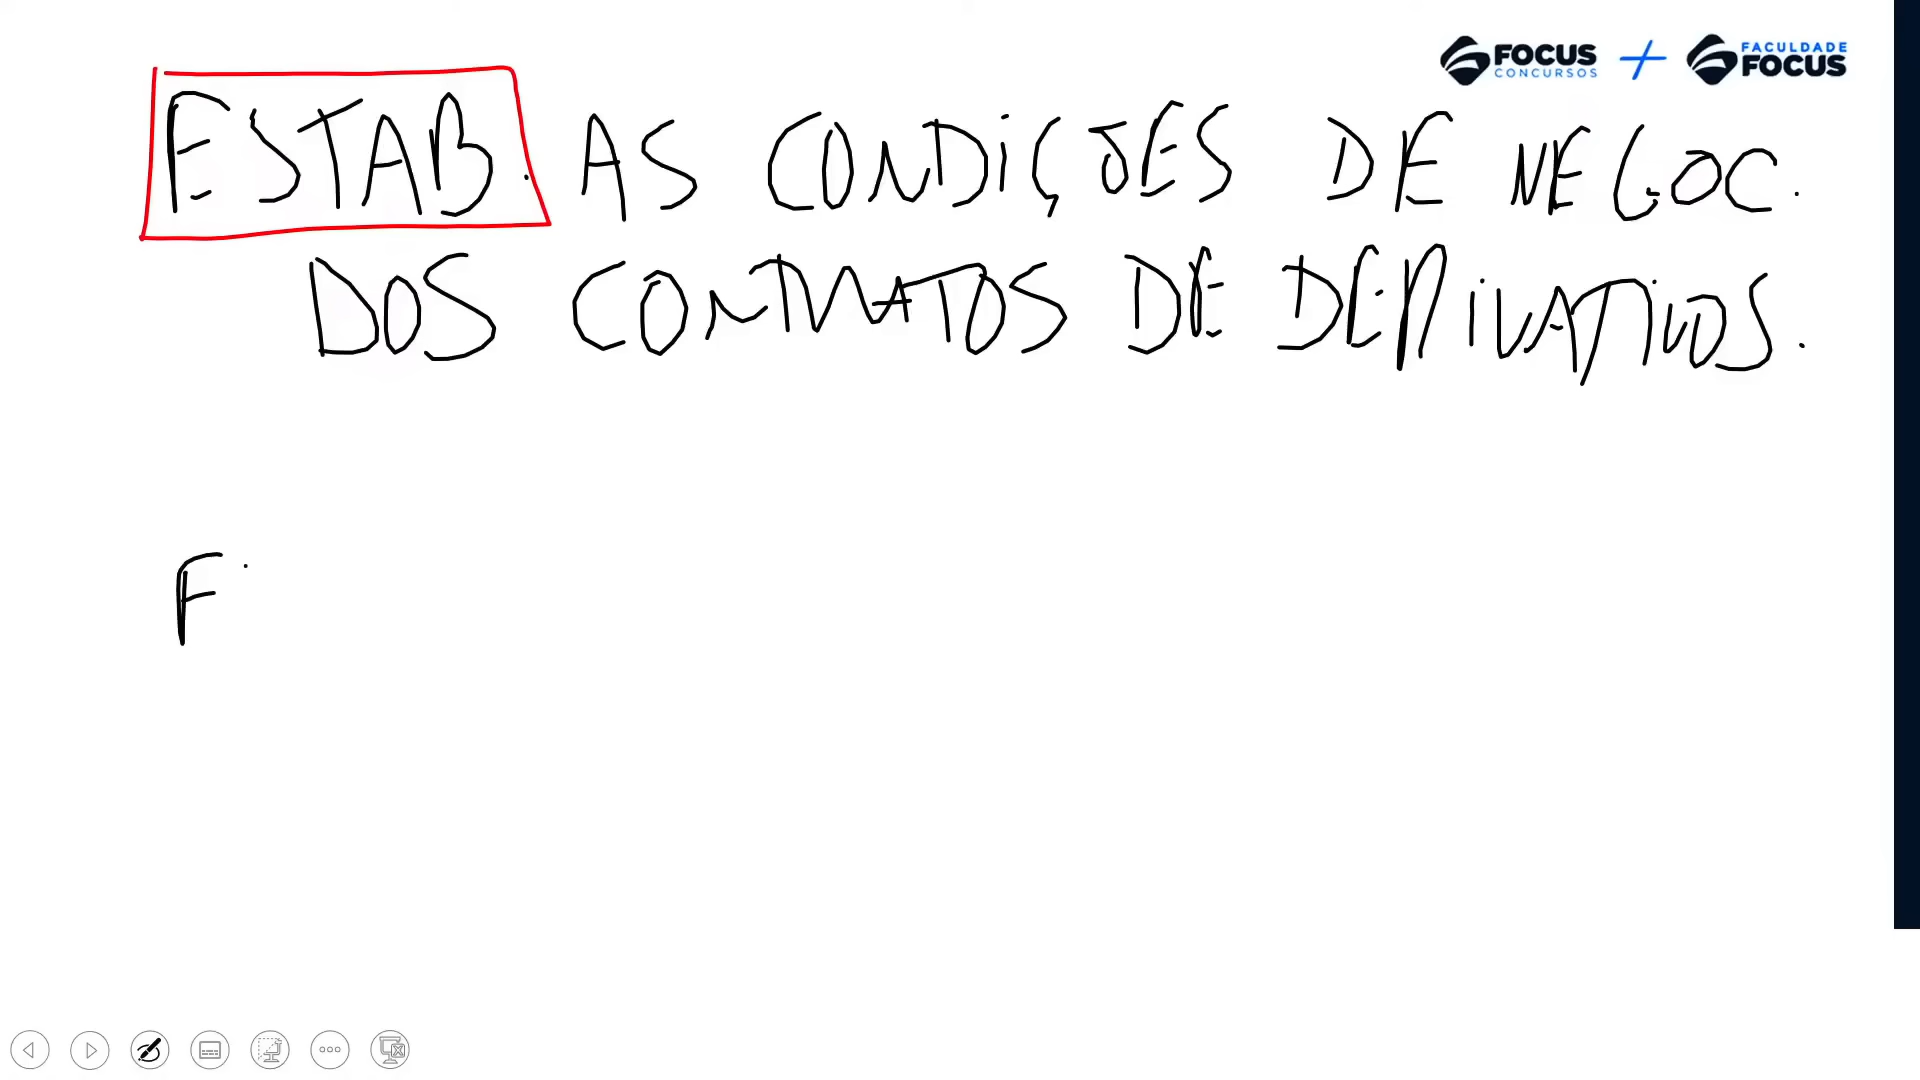 FOCUS CONCURSOS + FACULDADE FOCUS
ESTAB. AS CONDIÇÕES DE NEGOC.
DOS CONTRATOS DE DERIVATIVOS.
F